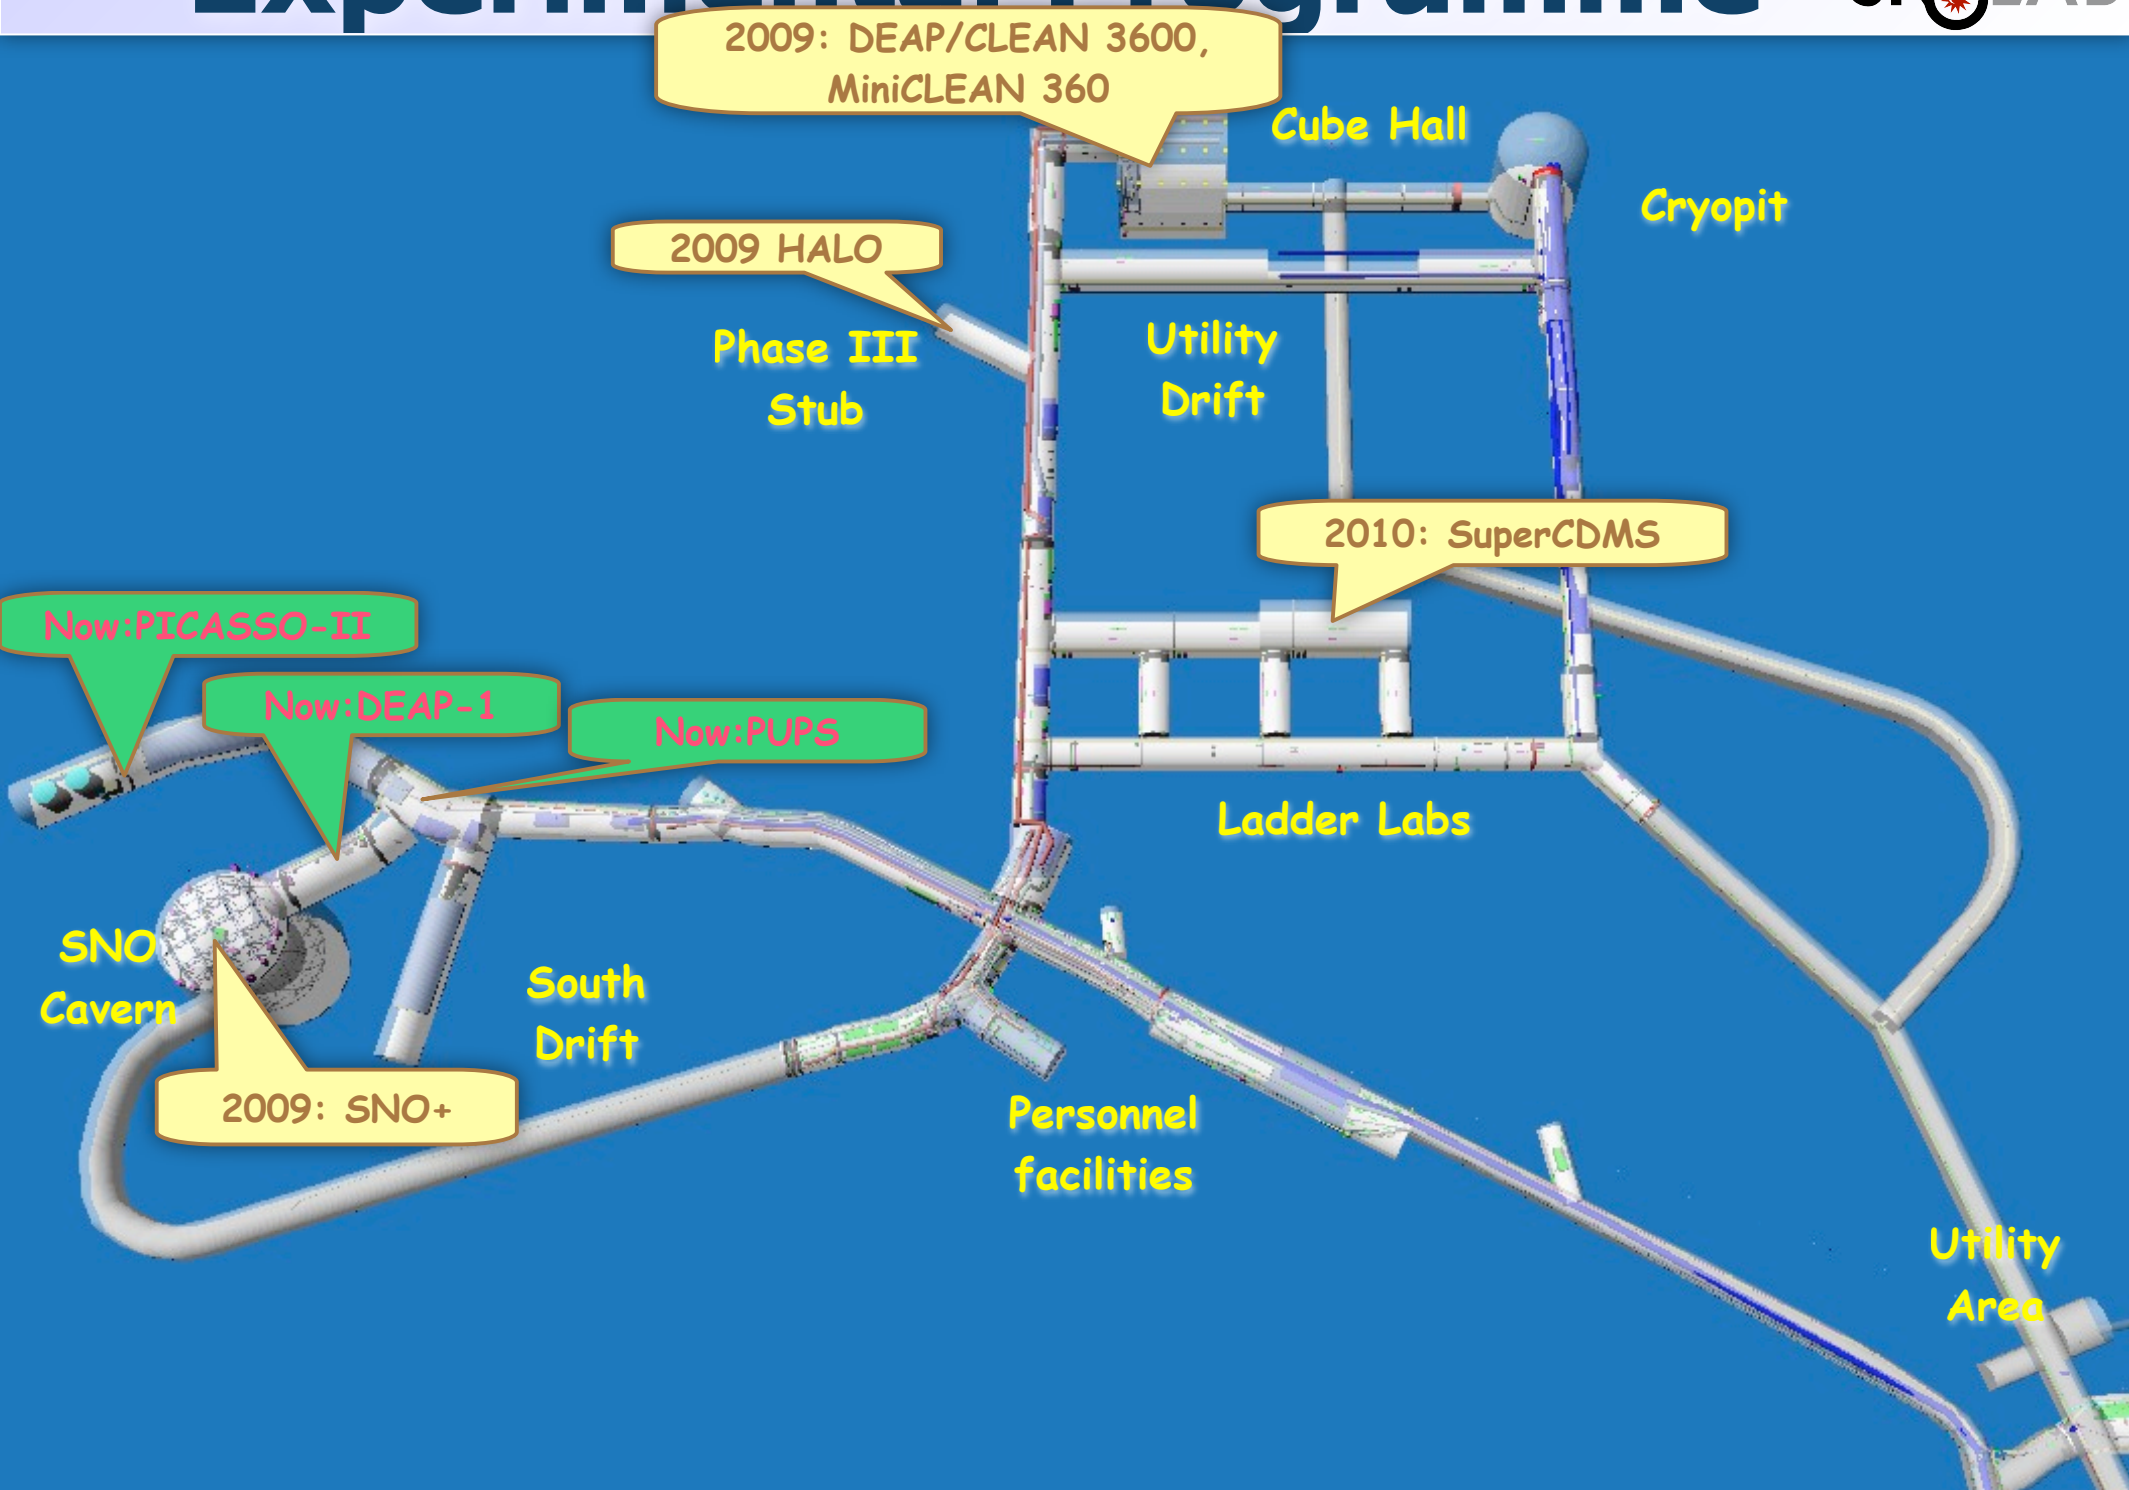 Experimental Programme
2009: DEAP/CLEAN 3600,
MiniCLEAN 360
Cube Hall
Cryopit
2009 HALO
Phase III
Stub
Utility
Drift
2010: SuperCDMS
Now:PICASSO-II
Now:DEAP-1
Now:PUPS
Ladder Labs
SNO
Cavern
South
Drift
2009: SNO+
Personnel
facilities
Utility
Area